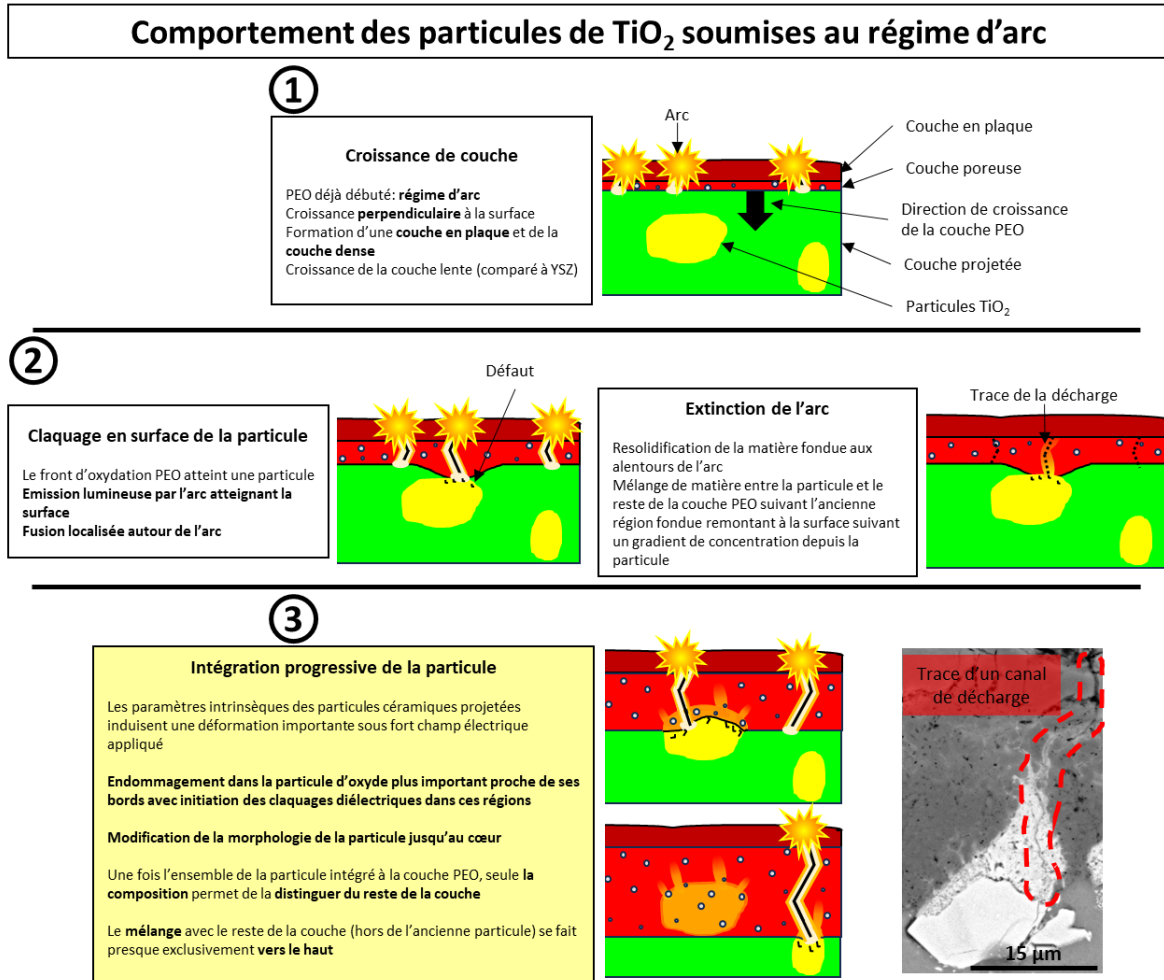 Comportement des particules de TiO₂ soumises au régime d'arc
1
Croissance de couche
PEO déjà débuté: régime d'arc
Croissance perpendiculaire à la surface
Formation d'une couche en plaque et de la
couche dense
Croissance de la couche lente (comparé à YSZ)
Arc
Couche en plaque
Couche poreuse
Direction de croissance
de la couche PEO
Couche projetée
Particules TiO₂
2
Claquage en surface de la particule
Le front d'oxydation PEO atteint une particule
Emission lumineuse par l'arc atteignant la
surface
Fusion localisée autour de l'arc
Défaut
Extinction de l'arc
Resolidification de la matière fondue aux
alentours de l'arc
Mélange de matière entre la particule et le
reste de la couche PEO suivant l'ancienne
région fondue remontant à la surface suivant
un gradient de concentration depuis la
particule
Trace de la décharge
3
Intégration progressive de la particule
Les paramètres intrinsèques des particules céramiques projetées
induisent une déformation importante sous fort champ électrique
appliqué
Endommagement dans la particule d'oxyde plus important proche de ses
bords avec initiation des claquages diélectriques dans ces régions
Modification de la morphologie de la particule jusqu'au cœur
Une fois l'ensemble de la particule intégré à la couche PEO, seule la
composition permet de la distinguer du reste de la couche
Le mélange avec le reste de la couche (hors de l'ancienne particule) se fait
presque exclusivement vers le haut
Trace d'un canal
de décharge
15 µm